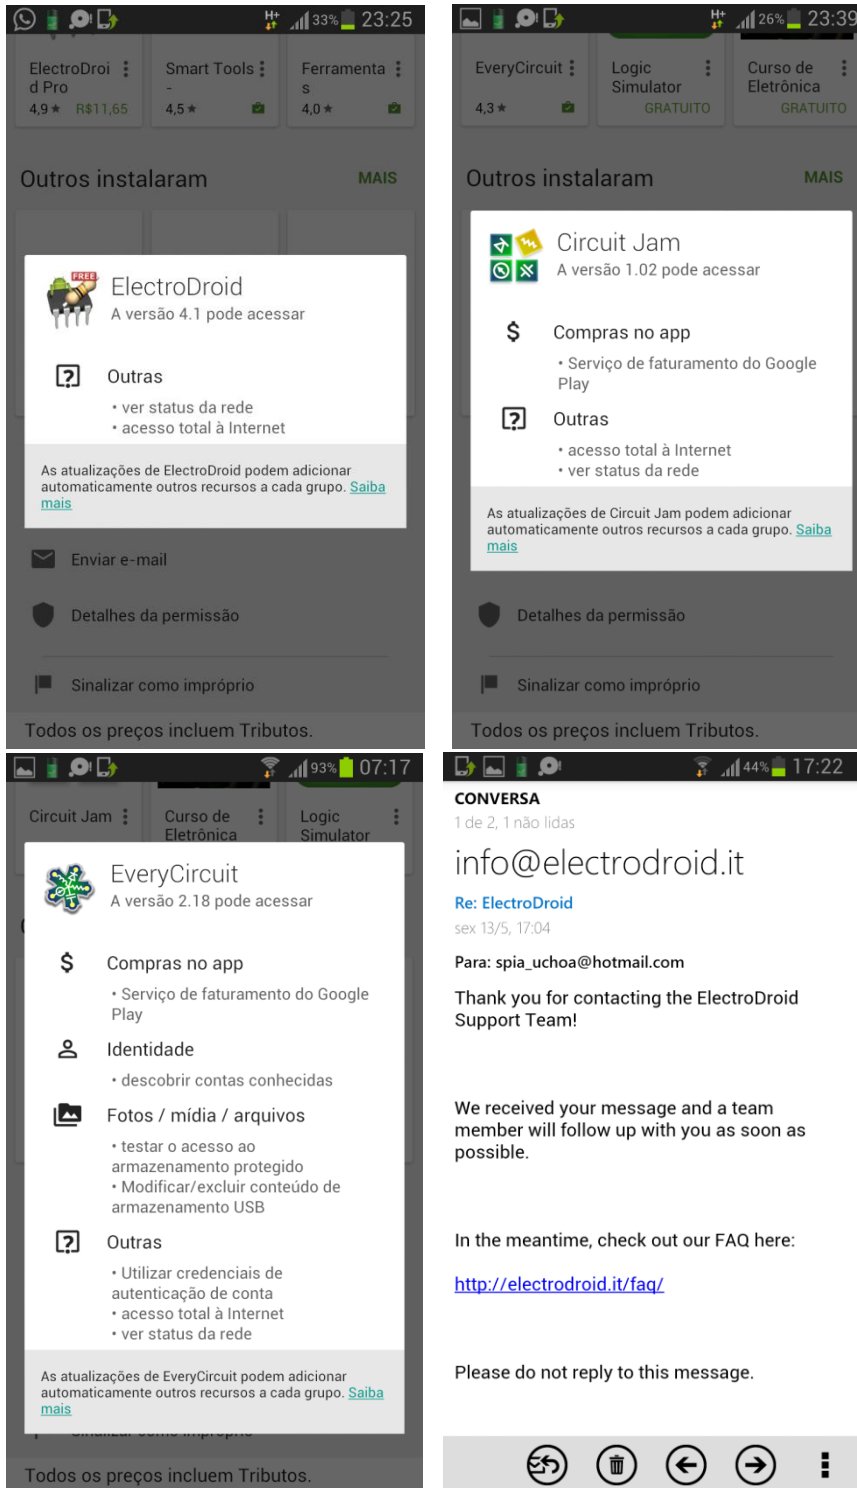 33% 23:25
ElectroDroi
d Pro
4,9★ R$11,65
Smart Tools
-
4,5★
Ferramenta
s
4,0★
Outros instalaram MAIS
FREE
ElectroDroid
A versão 4.1 pode acessar
Outras
• ver status da rede
• acesso total à Internet
As atualizações de ElectroDroid podem adicionar
automaticamente outros recursos a cada grupo. Saiba
mais
Enviar e-mail
Detalhes da permissão
Sinalizar como impróprio
Todos os preços incluem Tributos.
H+ 26% 23:39
EveryCircuit
4,3★
Logic
Simulator
GRATUITO
Curso de
Eletrônica
GRATUITO
Outros instalaram MAIS
Circuit Jam
A versão 1.02 pode acessar
Compras no app
• Serviço de faturamento do Google
Play
Outras
• acesso total à Internet
• ver status da rede
As atualizações de Circuit Jam podem adicionar
automaticamente outros recursos a cada grupo. Saiba
mais
Detalhes da permissão
Sinalizar como impróprio
Todos os preços incluem Tributos.
93% 07:17
Circuit Jam
Curso de
Eletrônica
Logic
Simulator
EveryCircuit
A versão 2.18 pode acessar
Compras no app
• Serviço de faturamento do Google
Play
Identidade
• descobrir contas conhecidas
Fotos / mídia / arquivos
• testar o acesso ao
armazenamento protegido
• Modificar/excluir conteúdo de
armazenamento USB
Outras
• Utilizar credenciais de
autenticação de conta
• acesso total à Internet
• ver status da rede
As atualizações de EveryCircuit podem adicionar
automaticamente outros recursos a cada grupo. Saiba
mais
Todos os preços incluem Tributos.
44% 17:22
CONVERSA
1 de 2, 1 não lidas
info@electrodroid.it
Re: ElectroDroid
sex 13/5, 17:04
Para: spia_uchoa@hotmail.com
Thank you for contacting the ElectroDroid
Support Team!
We received your message and a team
member will follow up with you as soon as
possible.
In the meantime, check out our FAQ here:
http://electrodroid.it/faq/
Please do not reply to this message.